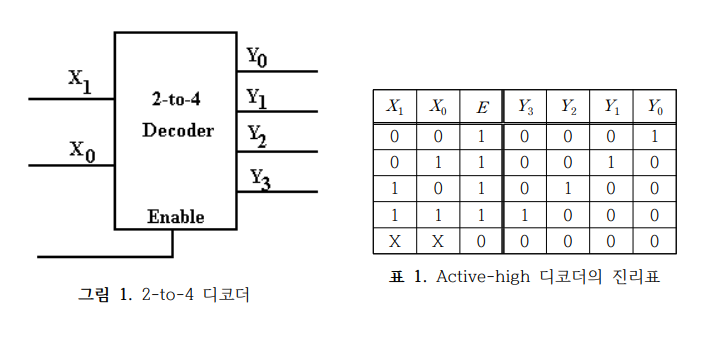 X1
X0
2-to-4
Decoder
Enable
Y0
Y1
Y2
Y3
그림 1. 2-to-4 디코더
X1 X0 E Y3 Y2 Y1 Y0
0 0 1 0 0 0 1
0 1 1 0 0 1 0
1 0 1 0 1 0 0
1 1 1 1 0 0 0
X X 0 0 0 0 0
표 1. Active-high 디코더의 진리표